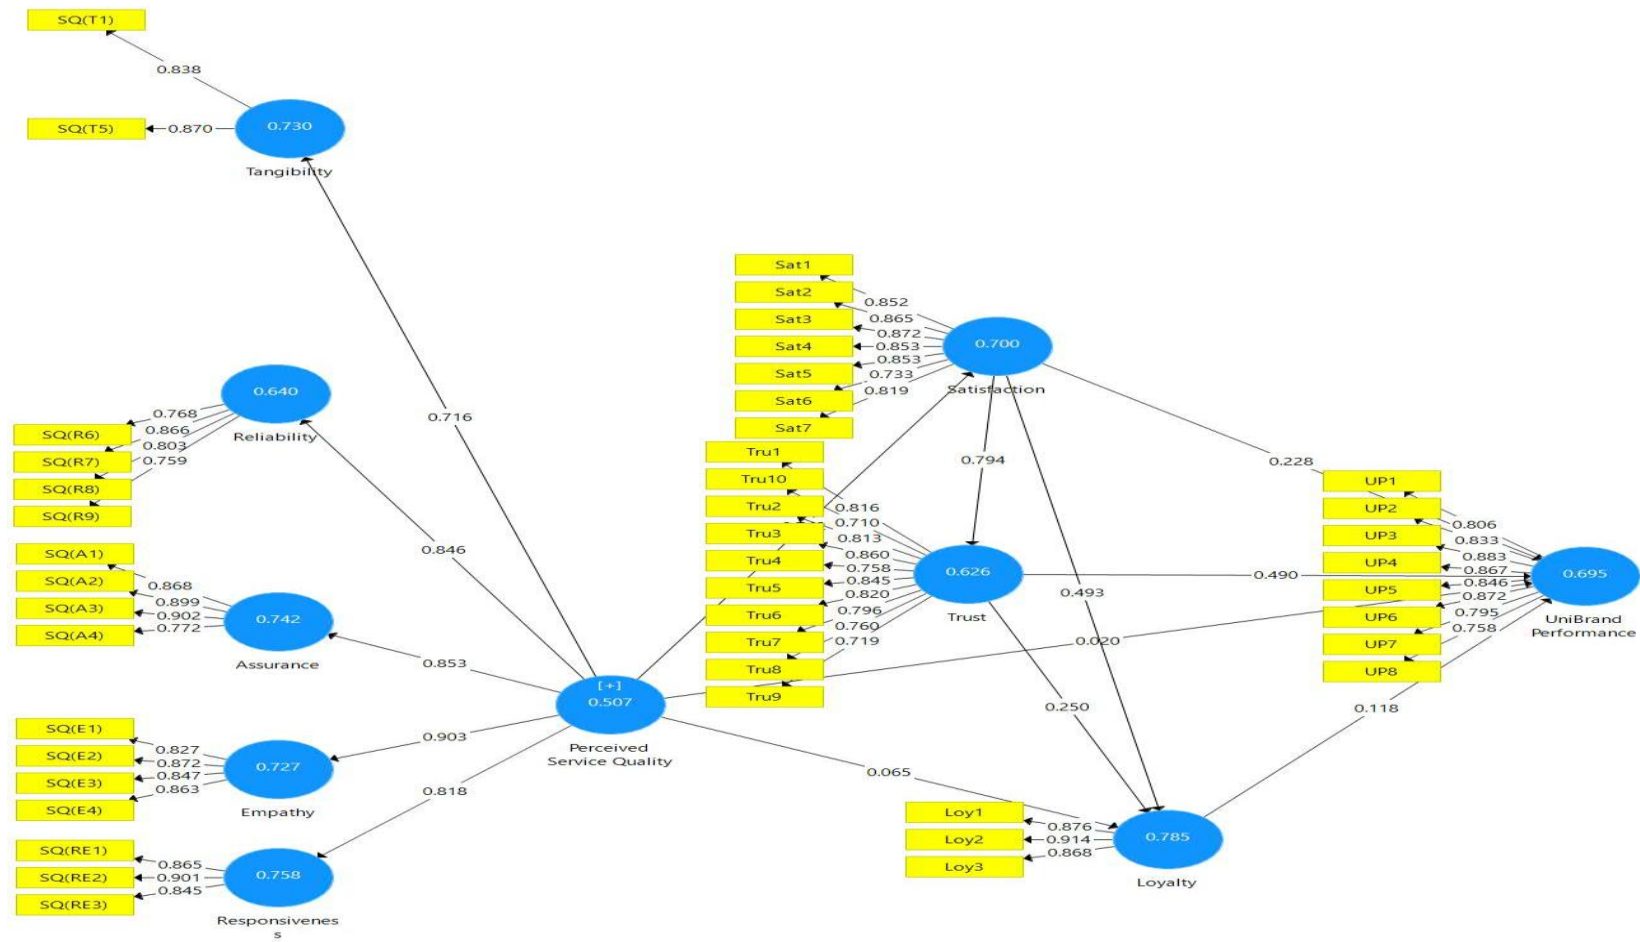 SQ(T1)
0.838
SQ(T5)
0.870
0.730
Tangibility
0.716
0.640
Reliability
0.768
0.866
0.803
0.759
SQ(R6)
SQ(R7)
SQ(R8)
SQ(R9)
0.846
SQ(A1)
SQ(A2)
SQ(A3)
SQ(A4)
0.868
0.899
0.902
0.772
0.742
Assurance
0.853
SQ(E1)
SQ(E2)
SQ(E3)
SQ(E4)
0.827
0.872
0.847
0.863
0.727
Empathy
0.903
SQ(RE1)
SQ(RE2)
SQ(RE3)
0.865
0.901
0.845
0.758
Responsivenes
s
0.818
[+]
0.507
Perceived
Service Quality
Sat1
Sat2
Sat3
Sat4
Sat5
Sat6
Sat7
0.852
0.865
0.872
0.853
0.853
0.733
0.819
0.700
Satisfaction
Tru1
Tru10
Tru2
Tru3
Tru4
Tru5
Tru6
Tru7
Tru8
Tru9
0.816
0.710
0.813
0.860
0.758
0.845
0.820
0.796
0.760
0.719
0.794
0.626
Trust
0.493
0.490
0.228
0.020
0.250
0.065
0.118
Loy1
Loy2
Loy3
0.876
0.914
0.868
0.785
Loyalty
UP1
UP2
UP3
UP4
UP5
UP6
UP7
UP8
0.806
0.833
0.883
0.867
0.846
0.872
0.795
0.758
0.695
UniBrand
Performance